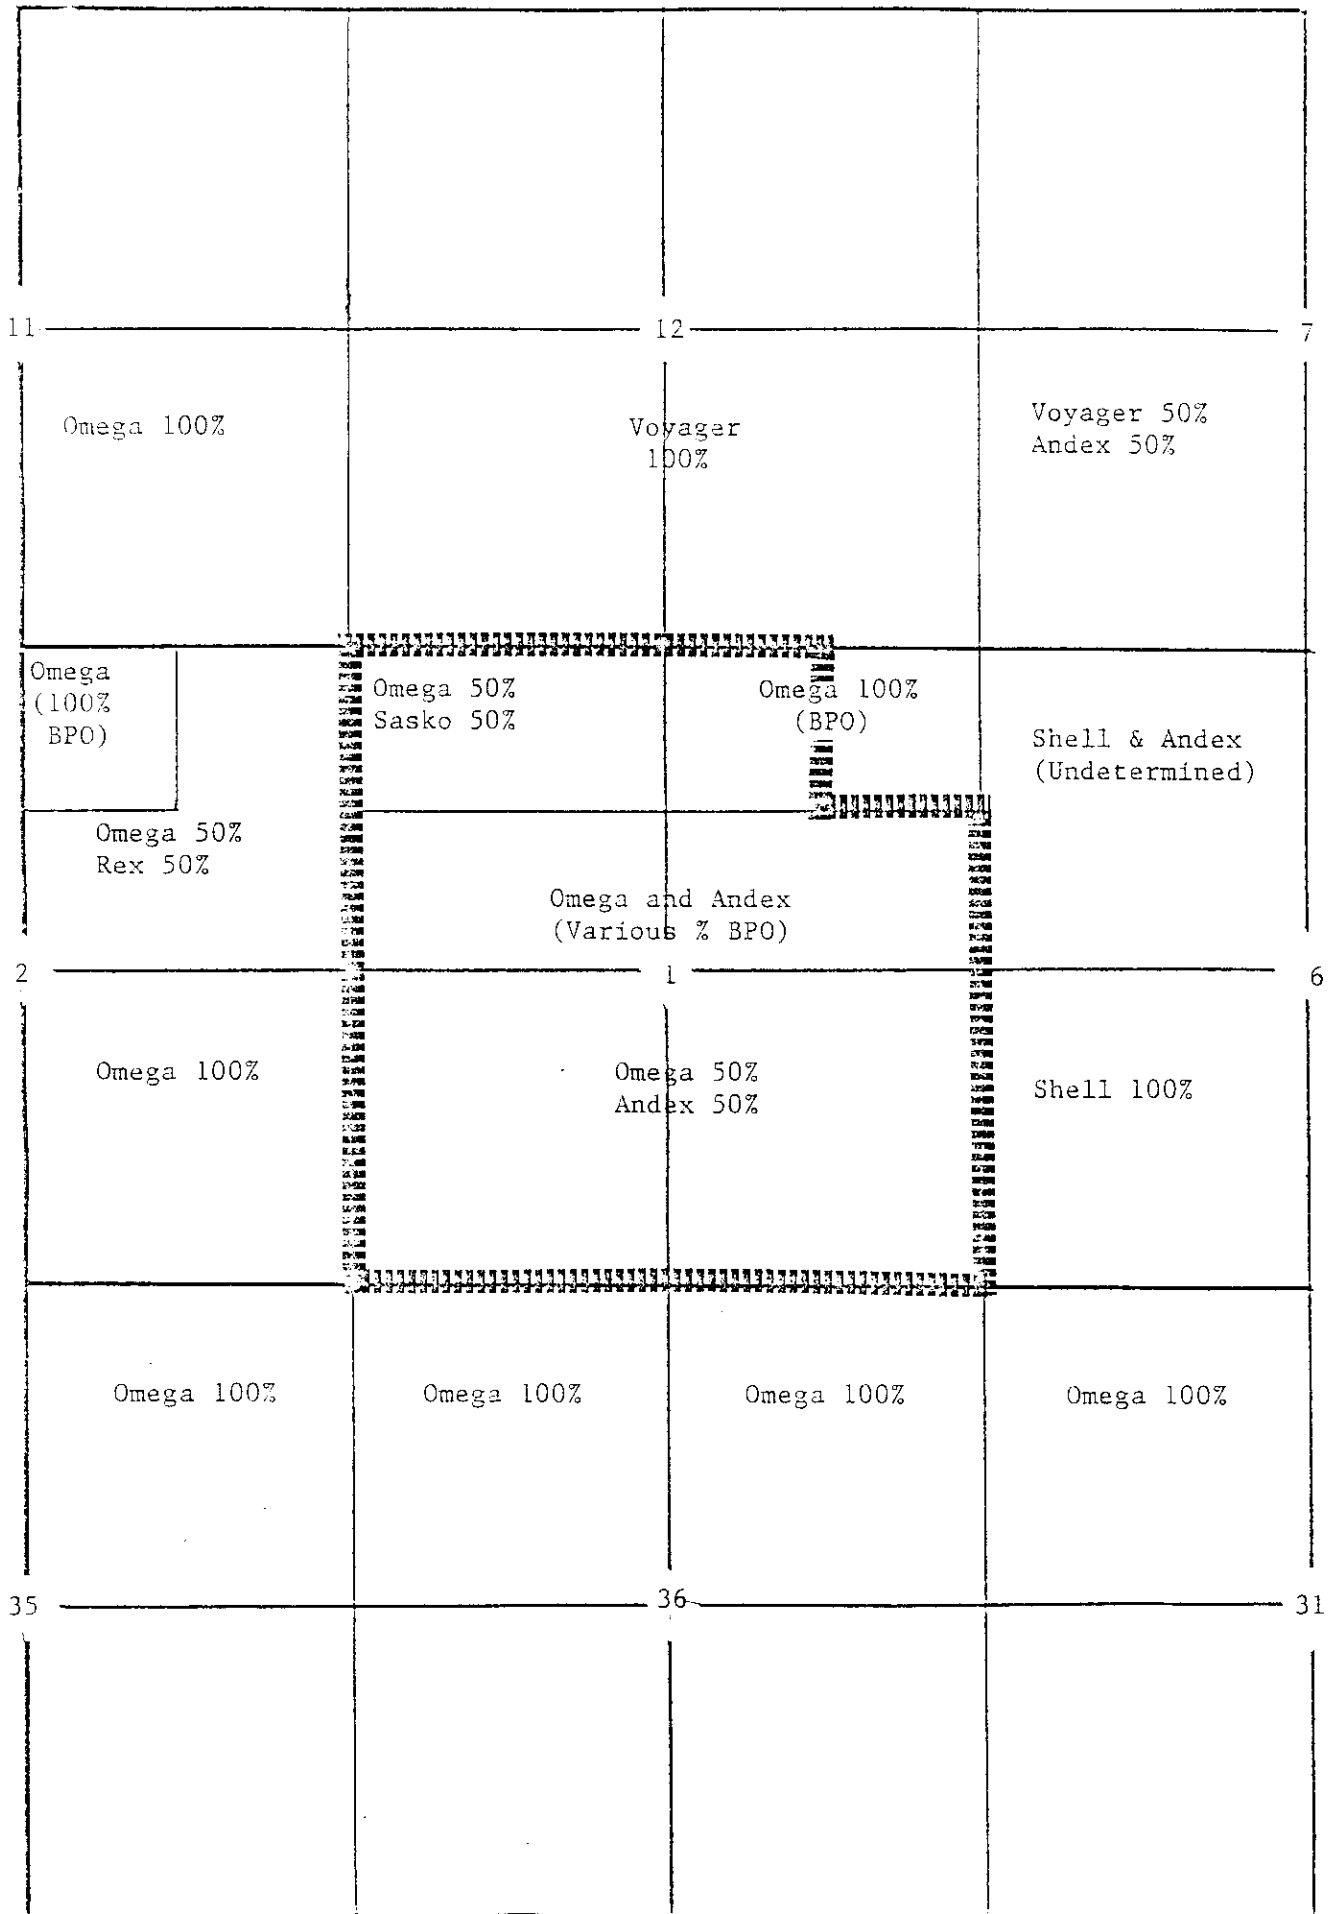 11 12 7
Omega 100%
Voyager
100%
Voyager 50%
Andex 50%
Omega
(100%
BPO)
Omega 50%
Sasko 50%
Omega 100%
(BPO)
Shell & Andex
(Undetermined)
Omega 50%
Rex 50%
Omega and Andex
(Various % BPO)
2 1 6
Omega 100%
Omega 50%
Andex 50%
Shell 100%
Omega 100% Omega 100% Omega 100% Omega 100%
35 36 31